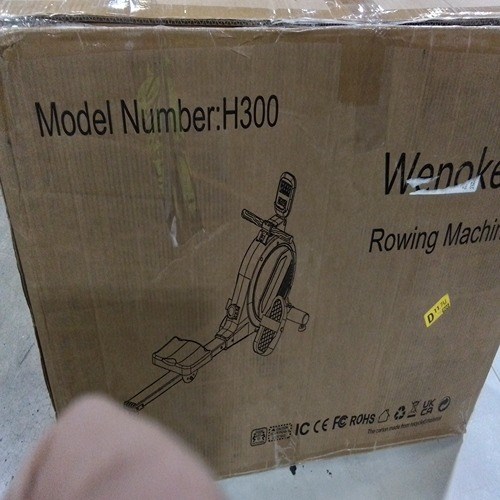 Model Number:H300
Wenoke
Rowing Machin
IC CE FC ROHS